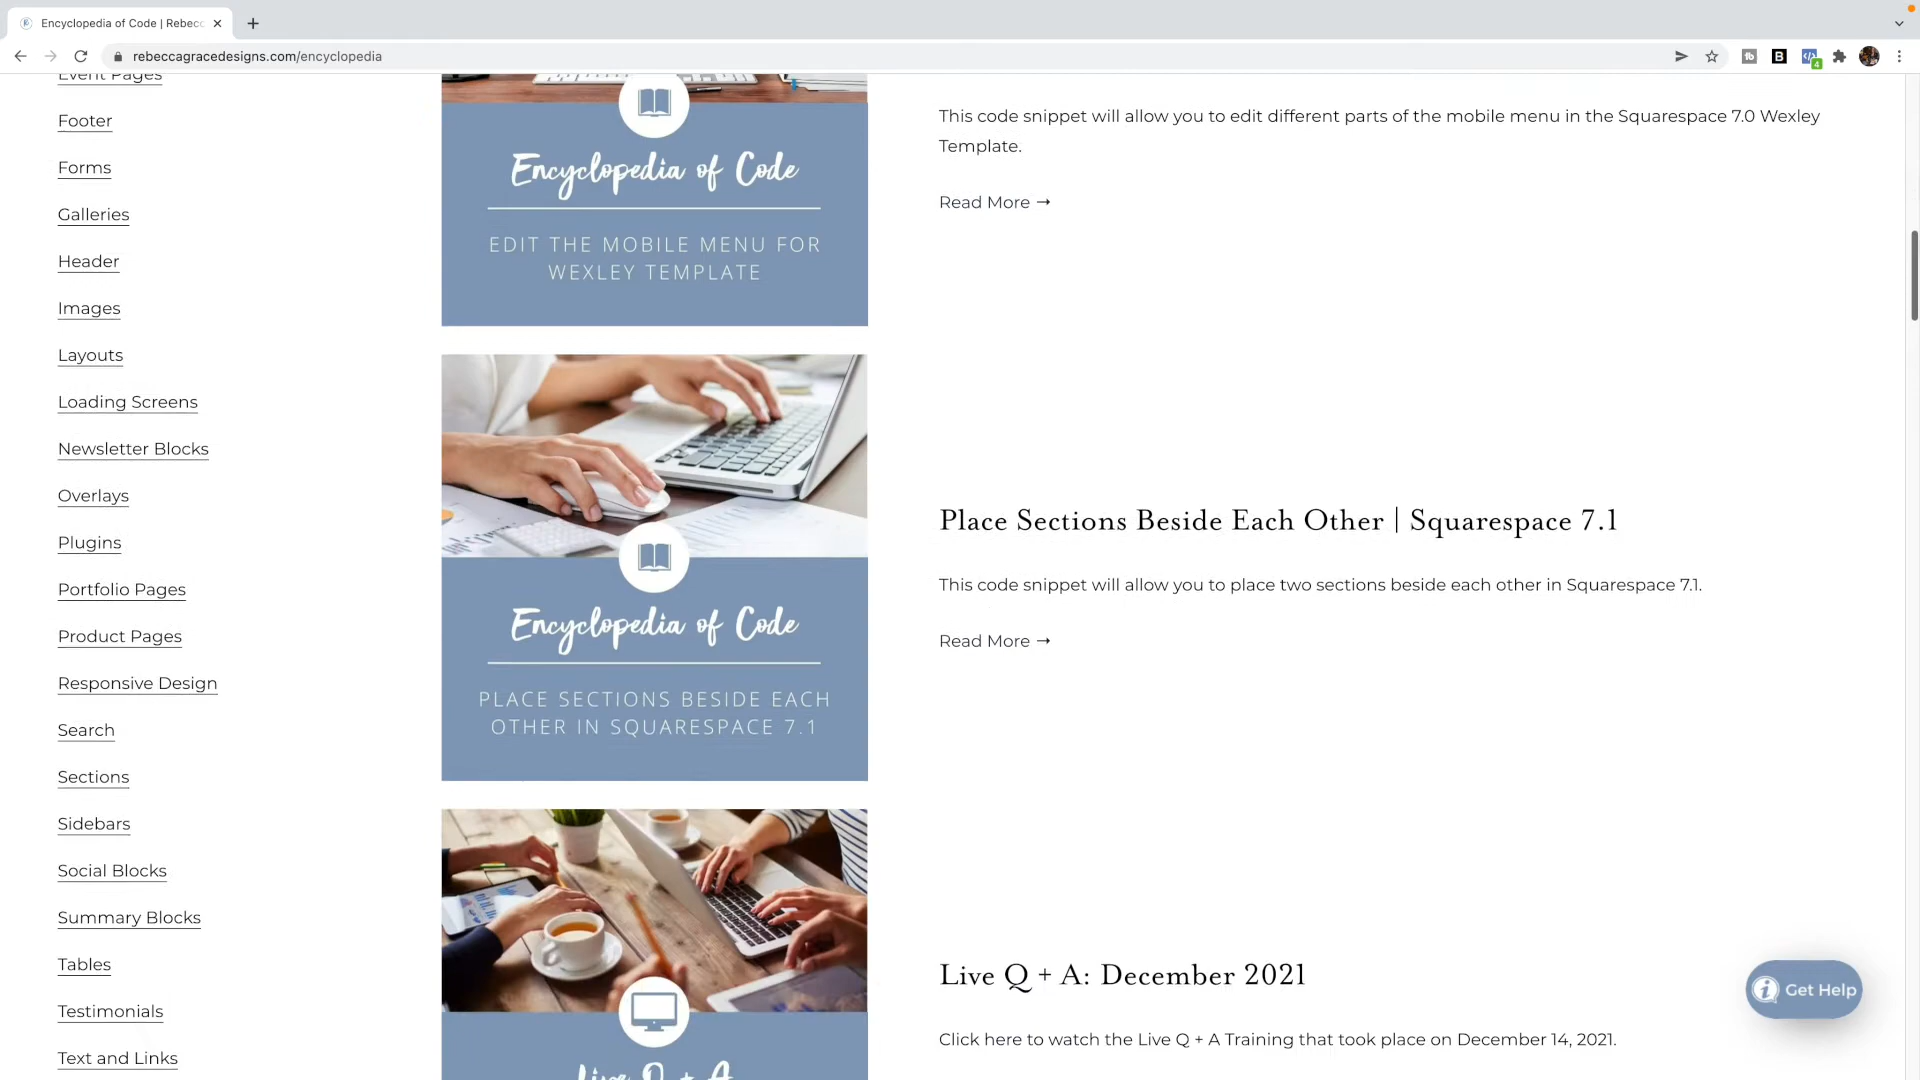 Encyclopedia of Code | Rebecc
rebeccagracedesigns.com/encyclopedia
4
Event Pages
Footer
Forms
Galleries
Header
Images
Layouts
Loading Screens
Newsletter Blocks
Overlays
Plugins
Portfolio Pages
Product Pages
Responsive Design
Search
Sections
Sidebars
Social Blocks
Summary Blocks
Tables
Testimonials
Text and Links
Encyclopedia of Code
EDIT THE MOBILE MENU FOR
WEXLEY TEMPLATE
This code snippet will allow you to edit different parts of the mobile menu in the Squarespace 7.0 Wexley
Template.
Read More →
Encyclopedia of Code
PLACE SECTIONS BESIDE EACH
OTHER IN SQUARESPACE 7.1
Place Sections Beside Each Other | Squarespace 7.1
This code snippet will allow you to place two sections beside each other in Squarespace 7.1.
Read More →
Live Q + A
Live Q + A: December 2021
Click here to watch the Live Q + A Training that took place on December 14, 2021.
Get Help